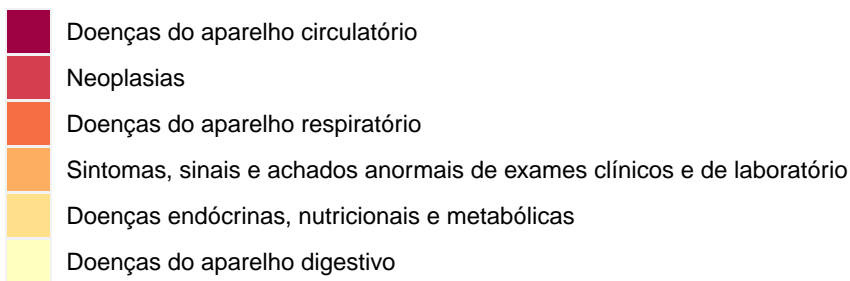 Doenças do aparelho circulatório
Neoplasias
Doenças do aparelho respiratório
Sintomas, sinais e achados anormais de exames clínicos e de laboratório
Doenças endócrinas, nutricionais e metabólicas
Doenças do aparelho digestivo